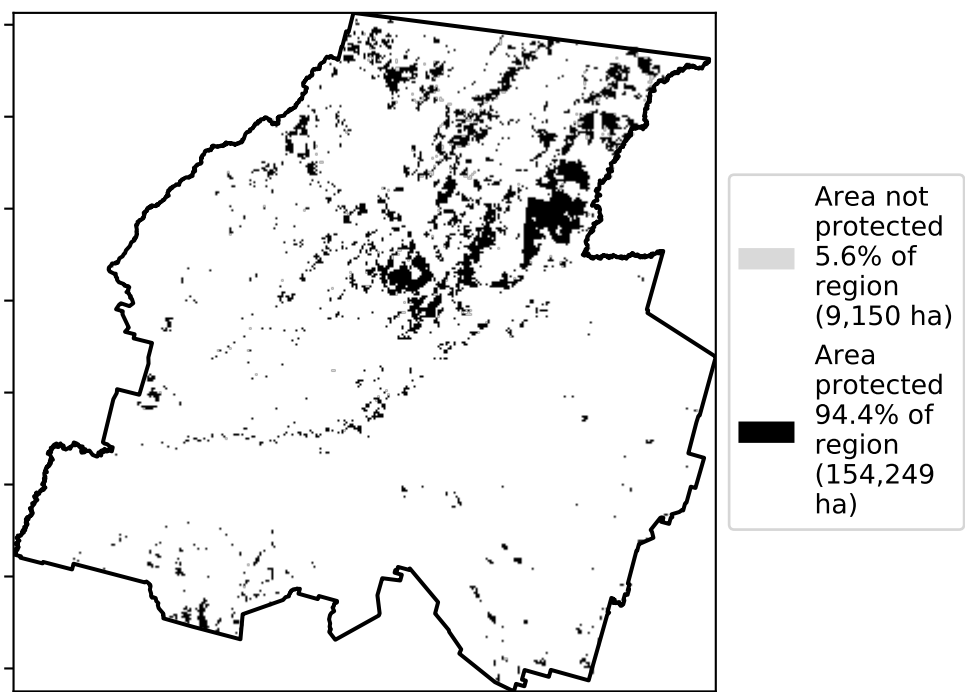 Area not
protected
5.6% of
region
(9,150 ha)
Area
protected
94.4% of
region
(154,249
ha)